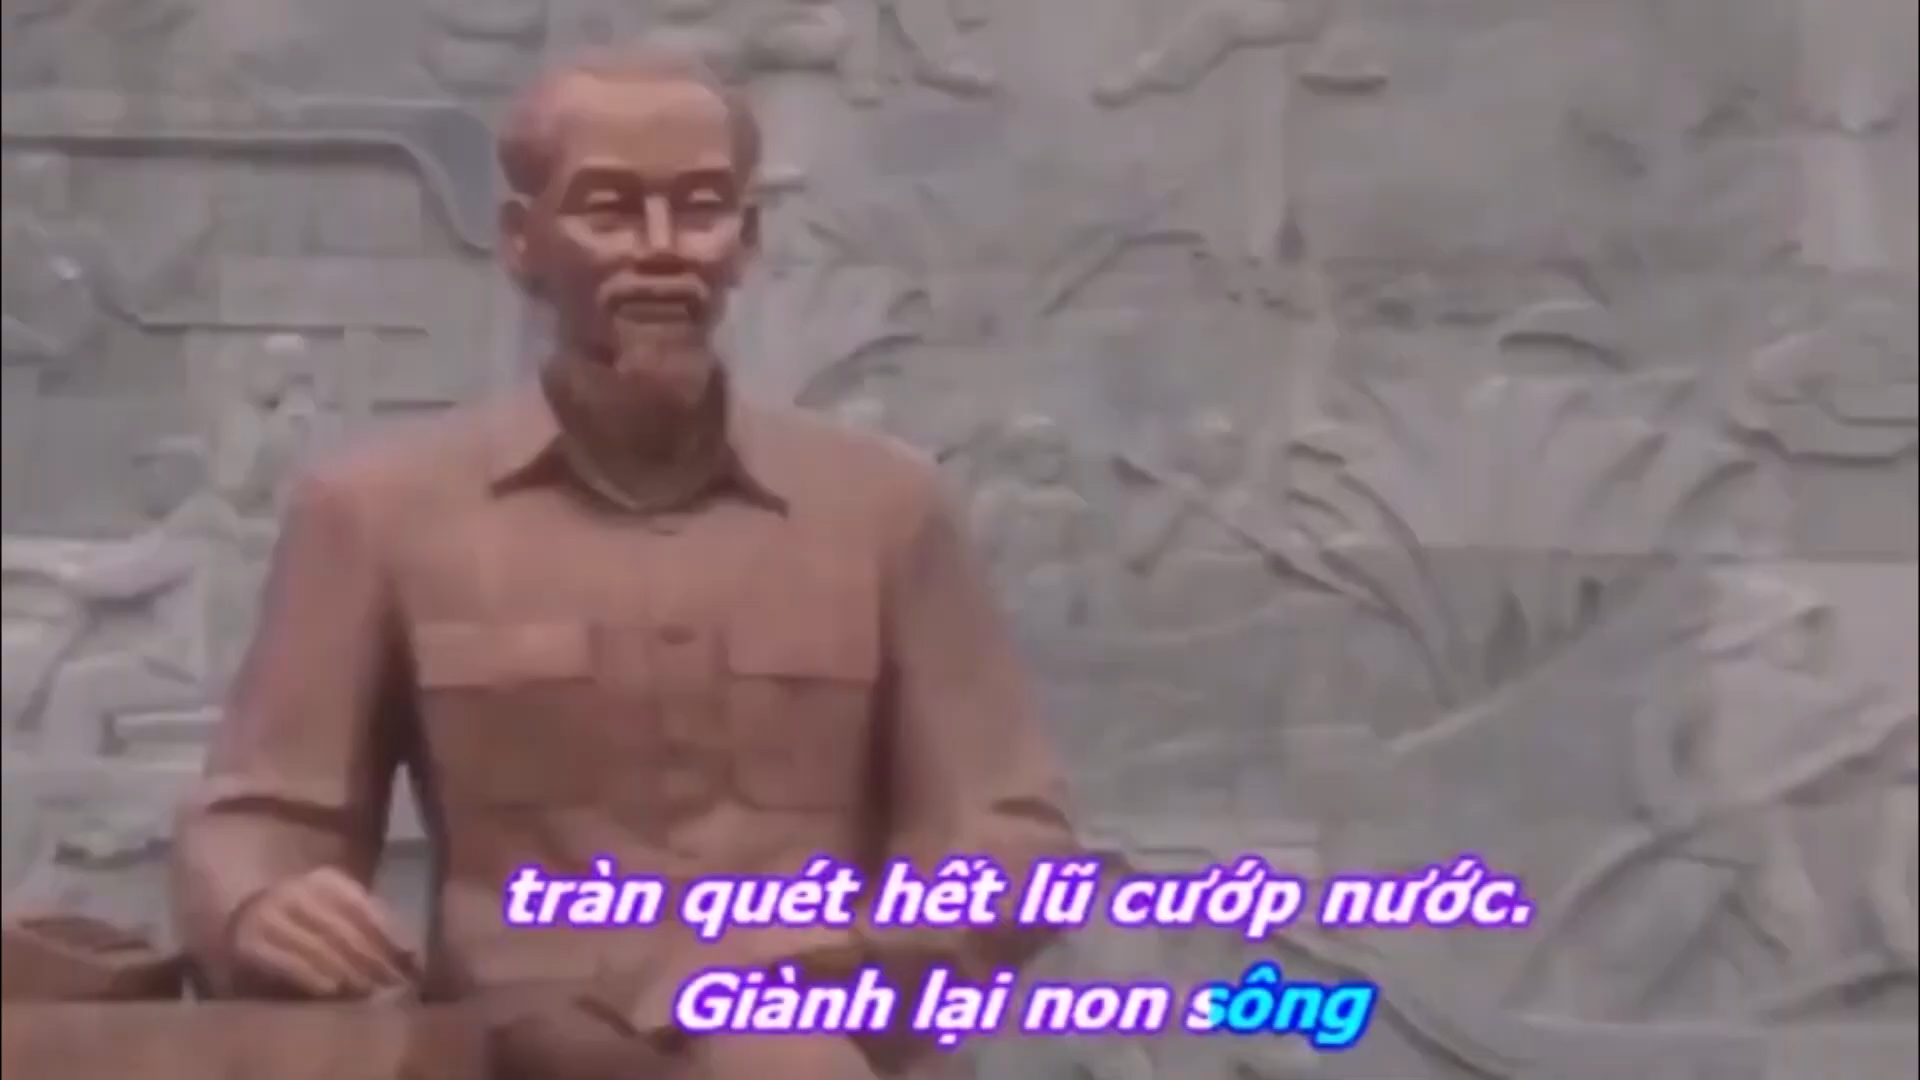 tràn quét hết lũ cướp nước.
Giành lại non sông